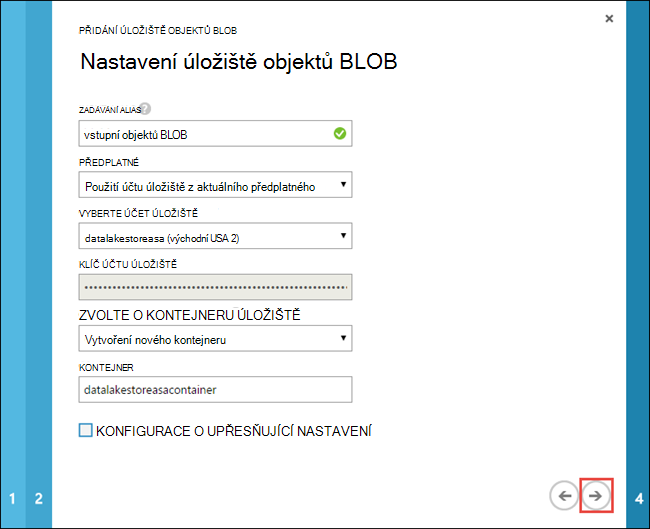 PŘIDÁNÍ ÚLOŽIŠTĚ OBJEKTŮ BLOB
Nastavení úložiště objektů BLOB
ZADÁVÁNÍ ALIAS?
vstupní objektů BLOB
PŘEDPLATNÉ
Použití účtu úložiště z aktuálního předplatného
VYBERTE ÚČET ÚLOŽIŠTĚ
datalakestoreasa (východní USA 2)
KLÍČ ÚČTU ÚLOŽIŠTĚ
ZVOLTE O KONTEJNERU ÚLOŽIŠTĚ
Vytvoření nového kontejneru
KONTEJNER
datalakestoreasacontainer
KONFIGURACE O UPŘESŇUJÍCÍ NASTAVENÍ
1 2 4